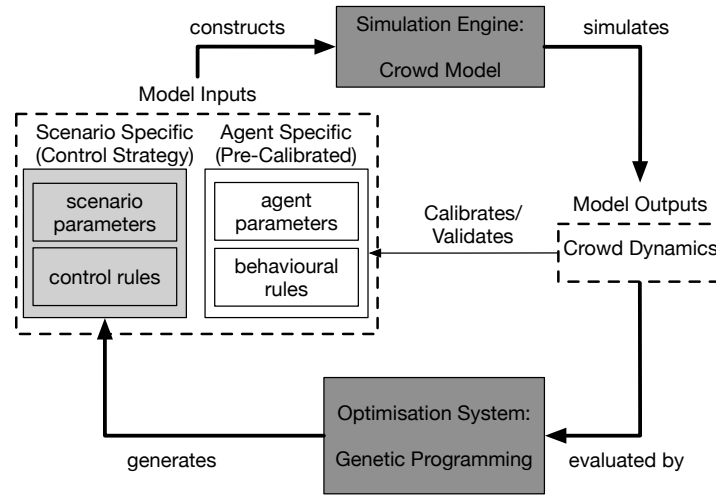 constructs
Simulation Engine:
Crowd Model
simulates
Model Inputs
Scenario Specific
(Control Strategy)
Agent Specific
(Pre-Calibrated)
scenario
parameters
control rules
agent
parameters
behavioural
rules
Calibrates/
Validates
Model Outputs
Crowd Dynamics
Optimisation System:
Genetic Programming
generates
evaluated by